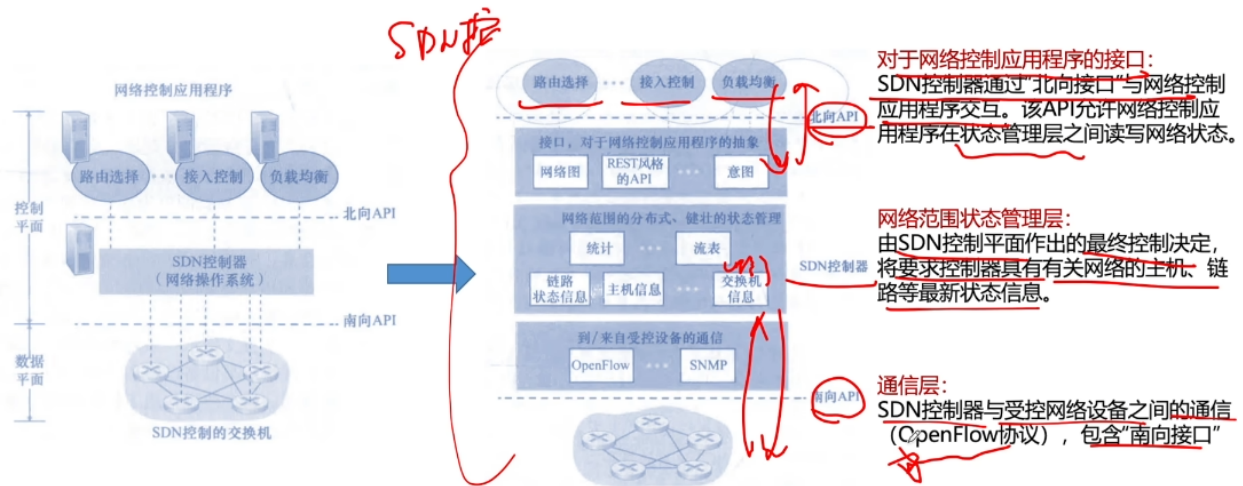 网络控制应用程序
路由选择 … 接入控制 负载均衡
控制
平面
北向API
SDN控制器
(网络操作系统)
南向API
数据
平面
SDN控制的交换机
SDN控
路由选择 … 接入控制 负载均衡
北向API
接口,对于网络控制应用程序的抽象
网络图 REST风格的API … 意图
网络范围的分布式、健壮的状态管理
统计 … 流表
链路状态信息 主机信息 … 交换机信息
SDN控制器
到/来自受控设备的通信
OpenFlow … SNMP
南向API
对于网络控制应用程序的接口:
SDN控制器通过“北向接口”与网络控制
应用程序交互。该API允许网络控制应
用程序在状态管理层之间读写网络状态。
网络范围状态管理层:
由SDN控制平面作出的最终控制决定,
将要求控制器具有有关网络的主机、链
路等最新状态信息。
通信层:
SDN控制器与受控网络设备之间的通信
(OpenFlow协议),包含“南向接口”